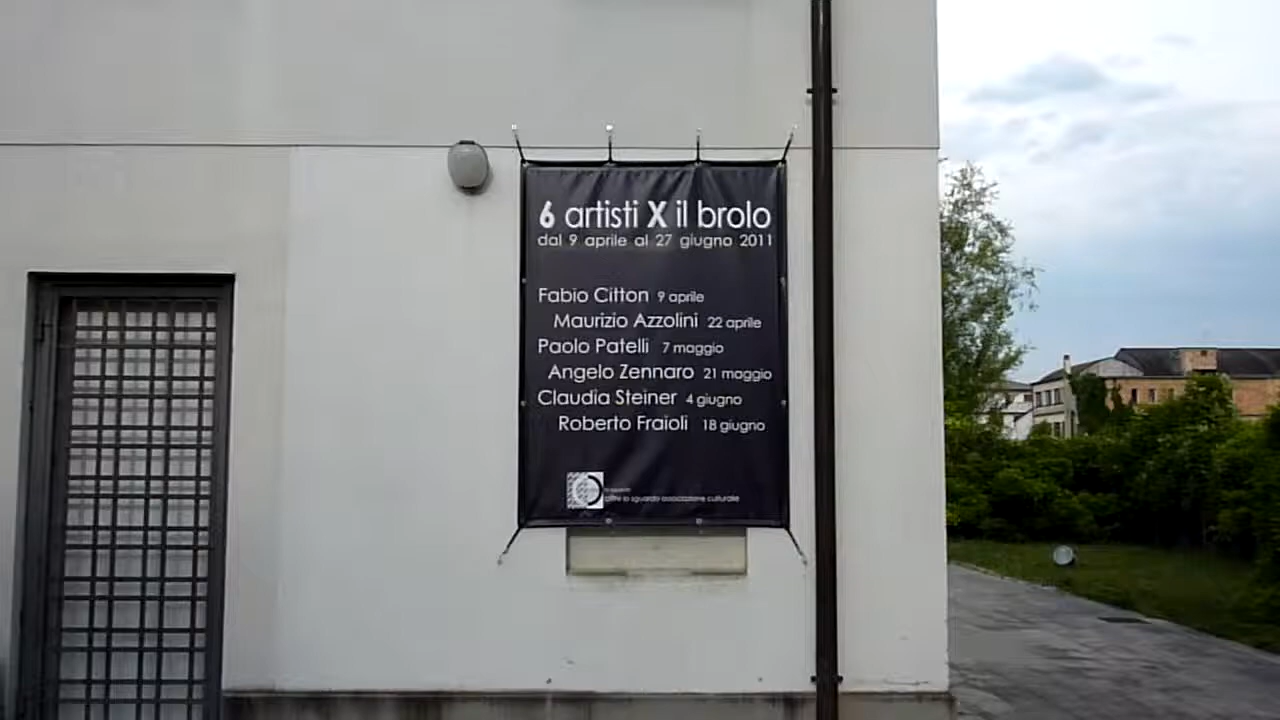 6 artisti X il brolo
dal 9 aprile al 27 giugno 2011
Fabio Citton 9 aprile
Maurizio Azzolini 22 aprile
Paolo Patelli 7 maggio
Angelo Zennaro 21 maggio
Claudia Steiner 4 giugno
Roberto Fraioli 18 giugno
oltre lo sguardo associazione culturale